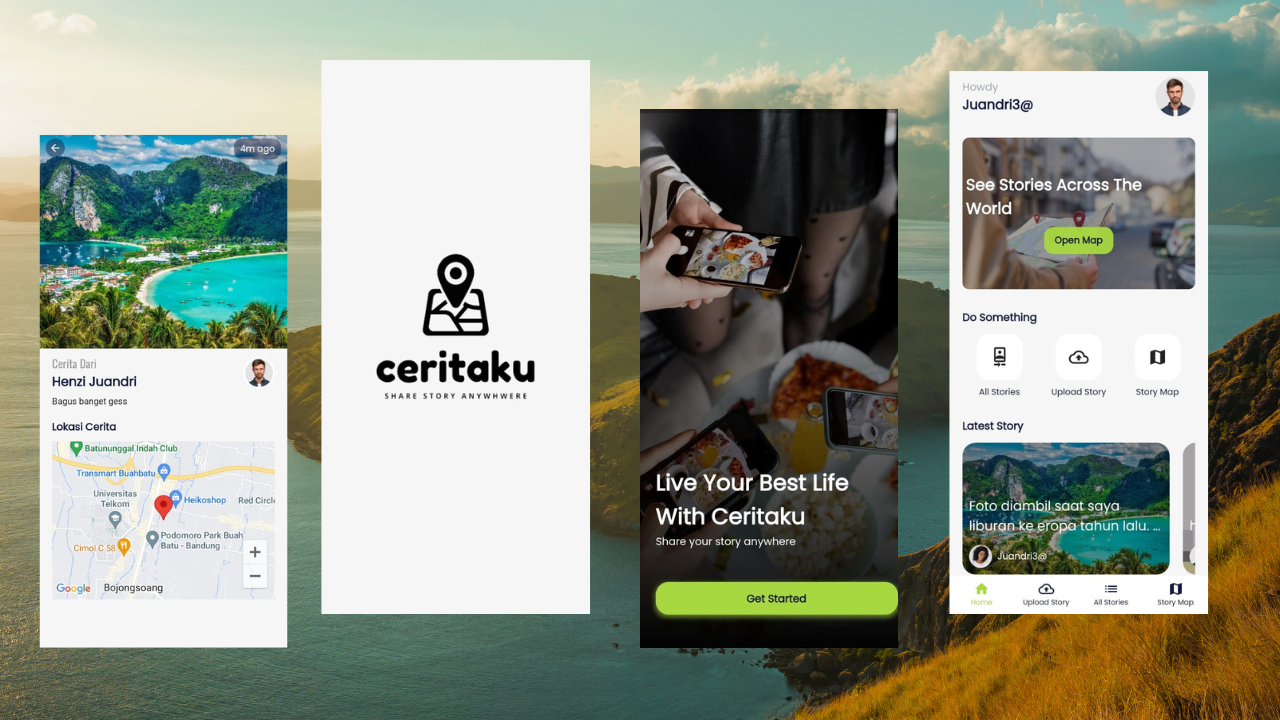 4m ago
Cerita Dari
Henzi Juandri
Bagus banget gess
Lokasi Cerita
Batununggal Indah Club
Transmart Buahbatu
Universitas
Telkom
Heikoshop
Red Circle
Podomoro Park Buah
Batu - Bandung
Cimol C 58
Google
Bojongsoang
+
−
ceritaku
SHARE STORY ANYWHWERE
Live Your Best Life
With Ceritaku
Share your story anywhere
Get Started
Howdy
Juandri3@
See Stories Across The
World
Open Map
Do Something
All Stories
Upload Story
Story Map
Latest Story
Foto diambil saat saya
liburan ke eropa tahun lalu. ...
h
Juandri3@
Home
Upload Story
All Stories
Story Map